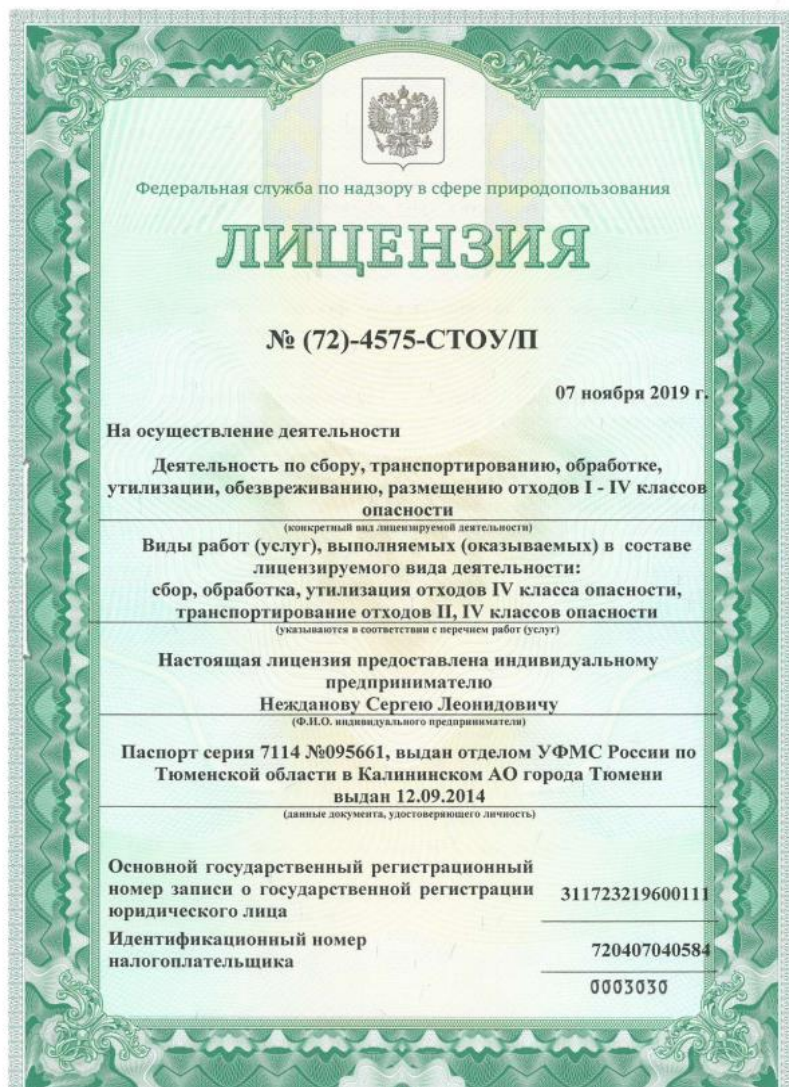 Федеральная служба по надзору в сфере природопользования
ЛИЦЕНЗИЯ
№ (72)-4575-СТОУ/П
07 ноября 2019 г.
На осуществление деятельности
Деятельность по сбору, транспортированию, обработке,
утилизации, обезвреживанию, размещению отходов I - IV классов
опасности
(конкретный вид лицензируемой деятельности)
Виды работ (услуг), выполняемых (оказываемых) в составе
лицензируемого вида деятельности:
сбор, обработка, утилизация отходов IV класса опасности,
транспортирование отходов II, IV классов опасности
(указываются в соответствии с перечнем работ (услуг)
Настоящая лицензия предоставлена индивидуальному
предпринимателю
Нежданову Сергею Леонидовичу
(Ф.И.О. индивидуального предпринимателя)
Паспорт серия 7114 №095661, выдан отделом УФМС России по
Тюменской области в Калининском АО города Тюмени
выдан 12.09.2014
(данные документа, удостоверяющего личность)
Основной государственный регистрационный
номер записи о государственной регистрации
юридического лица
311723219600111
Идентификационный номер
налогоплательщика
720407040584
0003030